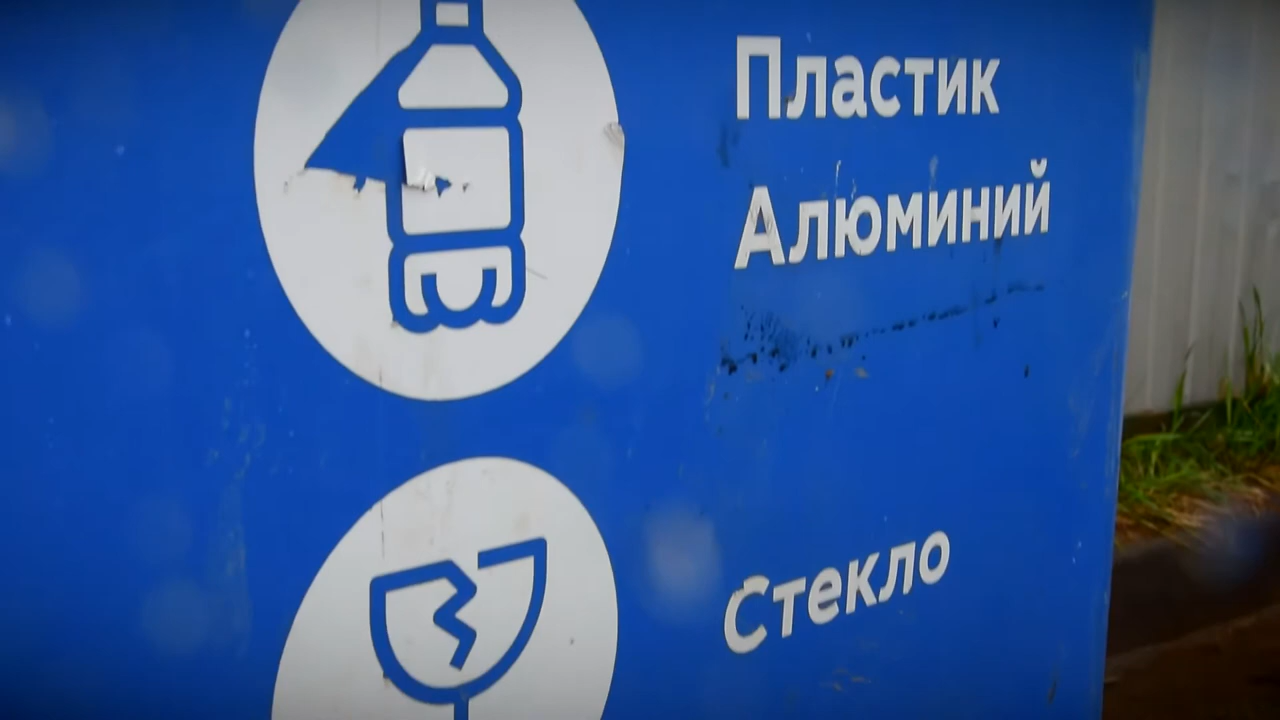 Пластик
Алюминий
Стекло